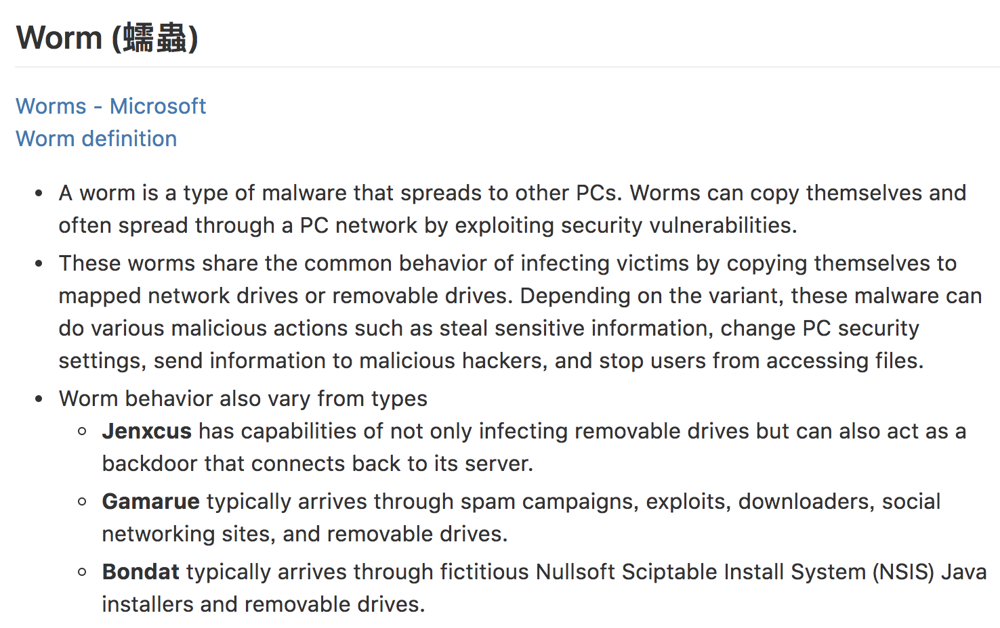 Worm (蠕蟲)
Worms - Microsoft
Worm definition
A worm is a type of malware that spreads to other PCs. Worms can copy themselves and
often spread through a PC network by exploiting security vulnerabilities.
These worms share the common behavior of infecting victims by copying themselves to
mapped network drives or removable drives. Depending on the variant, these malware can
do various malicious actions such as steal sensitive information, change PC security
settings, send information to malicious hackers, and stop users from accessing files.
Worm behavior also vary from types
Jenxcus has capabilities of not only infecting removable drives but can also act as a
backdoor that connects back to its server.
Gamarue typically arrives through spam campaigns, exploits, downloaders, social
networking sites, and removable drives.
Bondat typically arrives through fictitious Nullsoft Sciptable Install System (NSIS) Java
installers and removable drives.